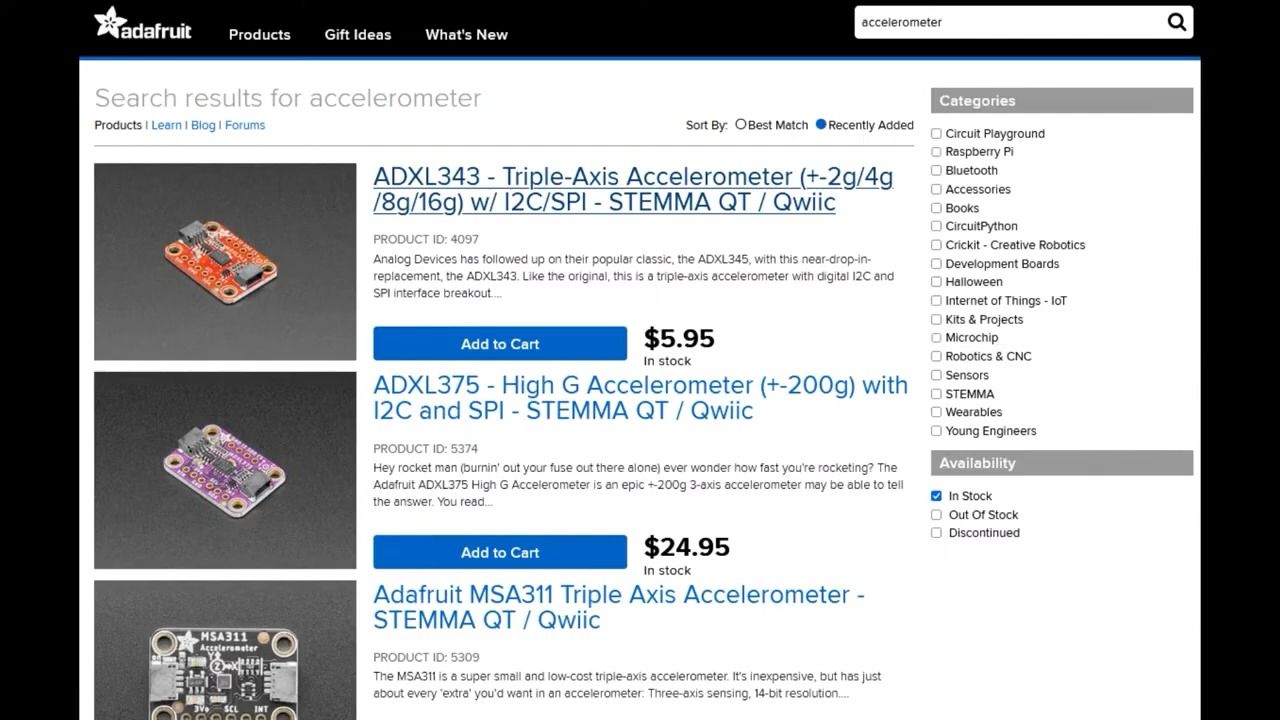 adafruit
Products
Gift Ideas
What's New
accelerometer
Search results for accelerometer
Products | Learn | Blog | Forums
Sort By: Best Match Recently Added
ADXL343 - Triple-Axis Accelerometer (+-2g/4g
/8g/16g) w/ I2C/SPI - STEMMA QT / Qwiic
PRODUCT ID: 4097
Analog Devices has followed up on their popular classic, the ADXL345, with this near-drop-in-
replacement, the ADXL343. Like the original, this is a triple-axis accelerometer with digital I2C and
SPI interface breakout....
Add to Cart
$5.95
In stock
ADXL375 - High G Accelerometer (+-200g) with
I2C and SPI - STEMMA QT / Qwiic
PRODUCT ID: 5374
Hey rocket man (burnin' out your fuse out there alone) ever wonder how fast you're rocketing? The
Adafruit ADXL375 High G Accelerometer is an epic +-200g 3-axis accelerometer may be able to tell
the answer. You read...
Add to Cart
$24.95
In stock
MSA311
Accelerometer
3Vo SCL INT
Adafruit MSA311 Triple Axis Accelerometer -
STEMMA QT / Qwiic
PRODUCT ID: 5309
The MSA311 is a super small and low-cost triple-axis accelerometer. It's inexpensive, but has just
about every 'extra' you'd want in an accelerometer: Three-axis sensing, 14-bit resolution....
Categories
Circuit Playground
Raspberry Pi
Bluetooth
Accessories
Books
CircuitPython
Crickit - Creative Robotics
Development Boards
Halloween
Internet of Things - IoT
Kits & Projects
Microchip
Robotics & CNC
Sensors
STEMMA
Wearables
Young Engineers
Availability
In Stock
Out Of Stock
Discontinued